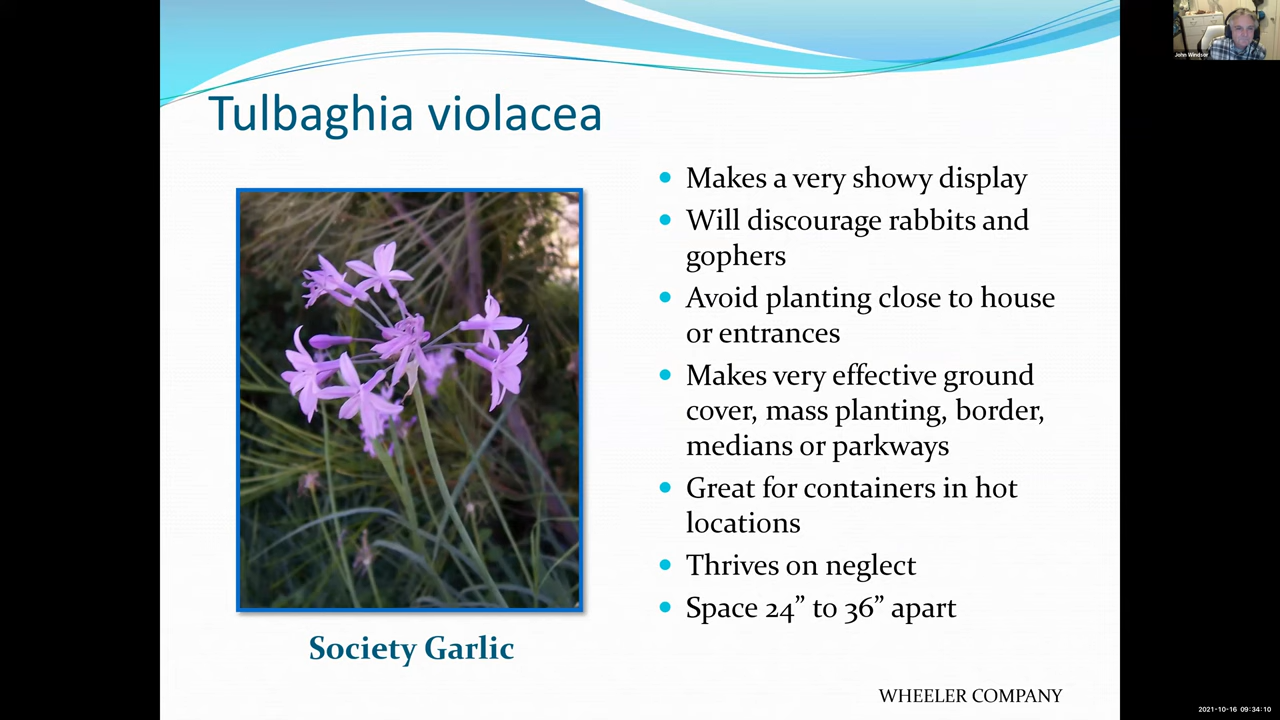 John Windsor
Tulbaghia violacea
Makes a very showy display
Will discourage rabbits and
gophers
Avoid planting close to house
or entrances
Makes very effective ground
cover, mass planting, border,
medians or parkways
Great for containers in hot
locations
Thrives on neglect
Space 24” to 36” apart
Society Garlic
WHEELER COMPANY
2021-10-16 09:34:10